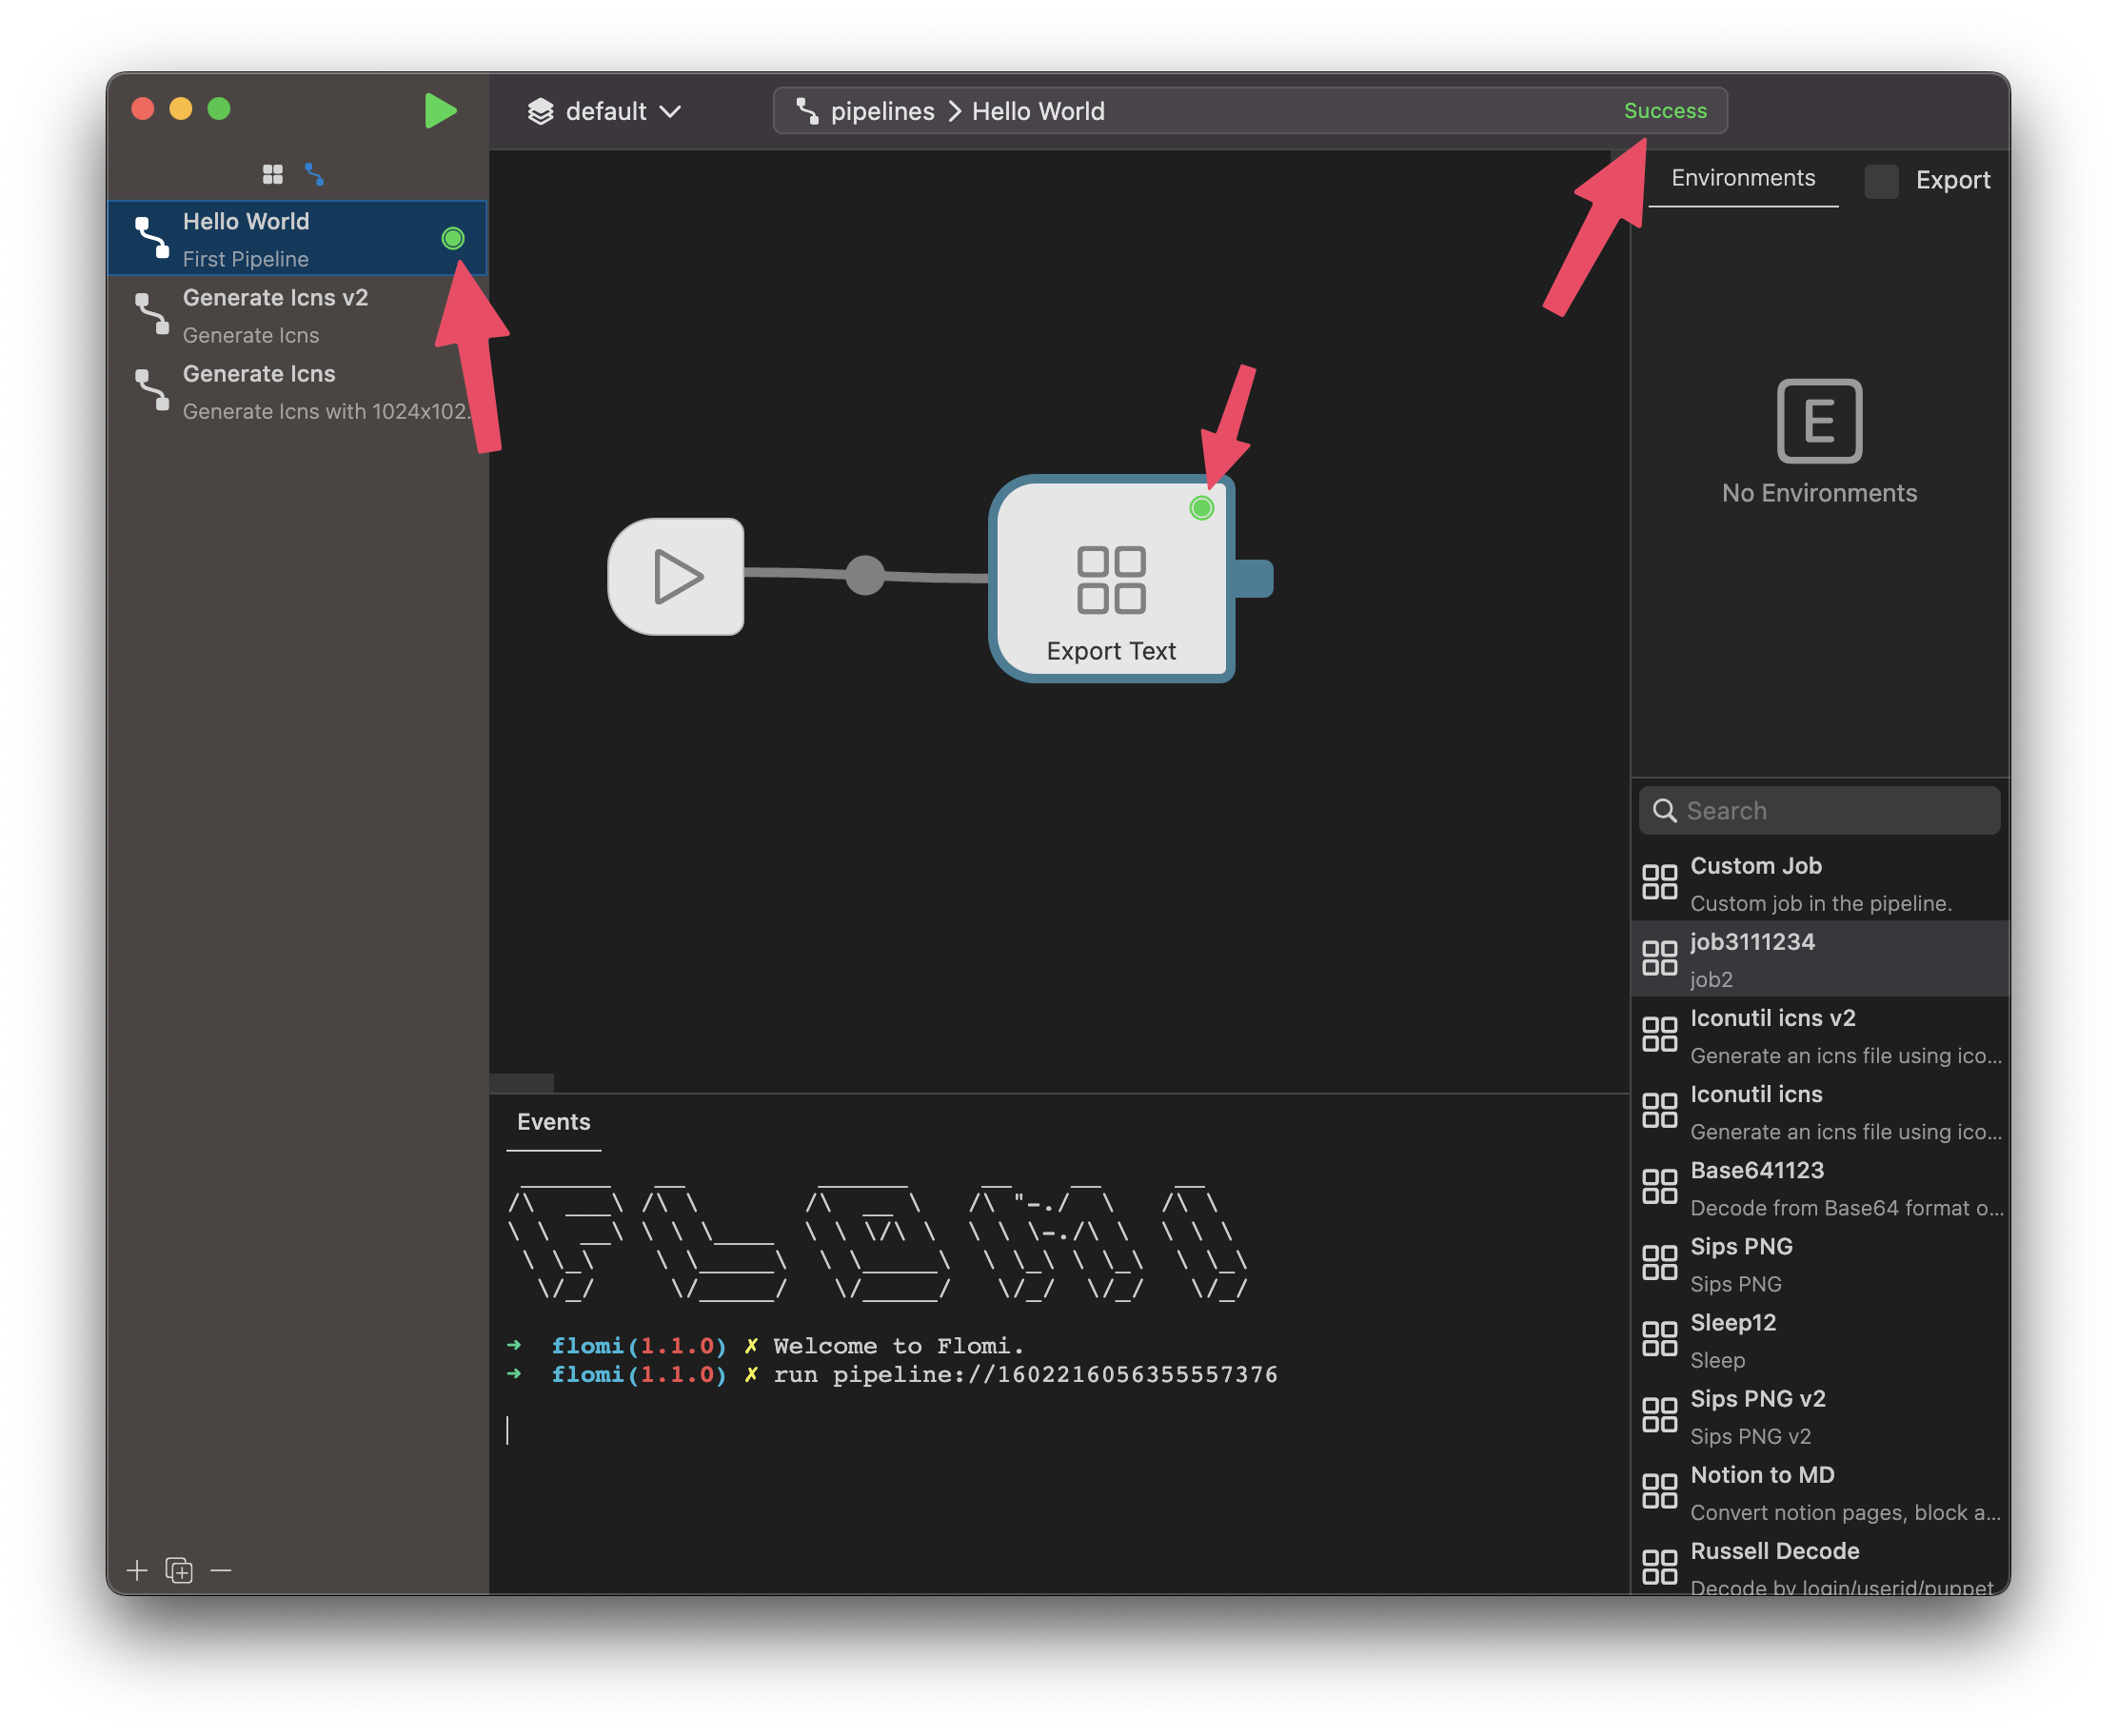 default
pipelines > Hello World
Success
Hello World
First Pipeline
Generate Icns v2
Generate Icns
Generate Icns
Generate Icns with 1024x102.
Export Text
Environments
Export
E
No Environments
Search
Custom Job
Custom job in the pipeline.
job3111234
job2
Iconutil icns v2
Generate an icns file using ico...
Iconutil icns
Generate an icns file using ico...
Base641123
Decode from Base64 format o...
Sips PNG
Sips PNG
Sleep12
Sleep
Sips PNG v2
Sips PNG v2
Notion to MD
Convert notion pages, block a...
Russell Decode
Decode by login/userid/puppet
Events
FLOMI
➜ flomi(1.1.0) ✗ Welcome to Flomi.
➜ flomi(1.1.0) ✗ run pipeline://1602216056355557376